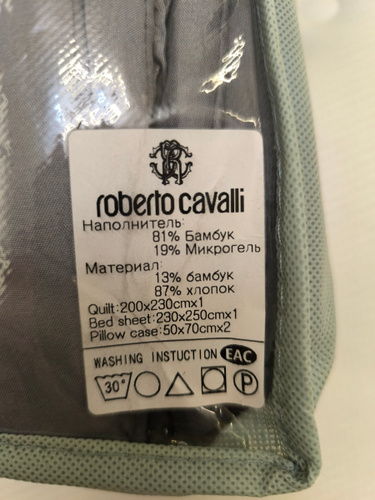 roberto cavalli
Наполнитель:
81% Бамбук
19% Микрогель
Материал:
13% бамбук
87% хлопок
Quilt:200x230cmx1
Bed sheet:230x250cmx1
Pillow case:50x70cmx2
WASHING INSTUCTION EAC
30° P